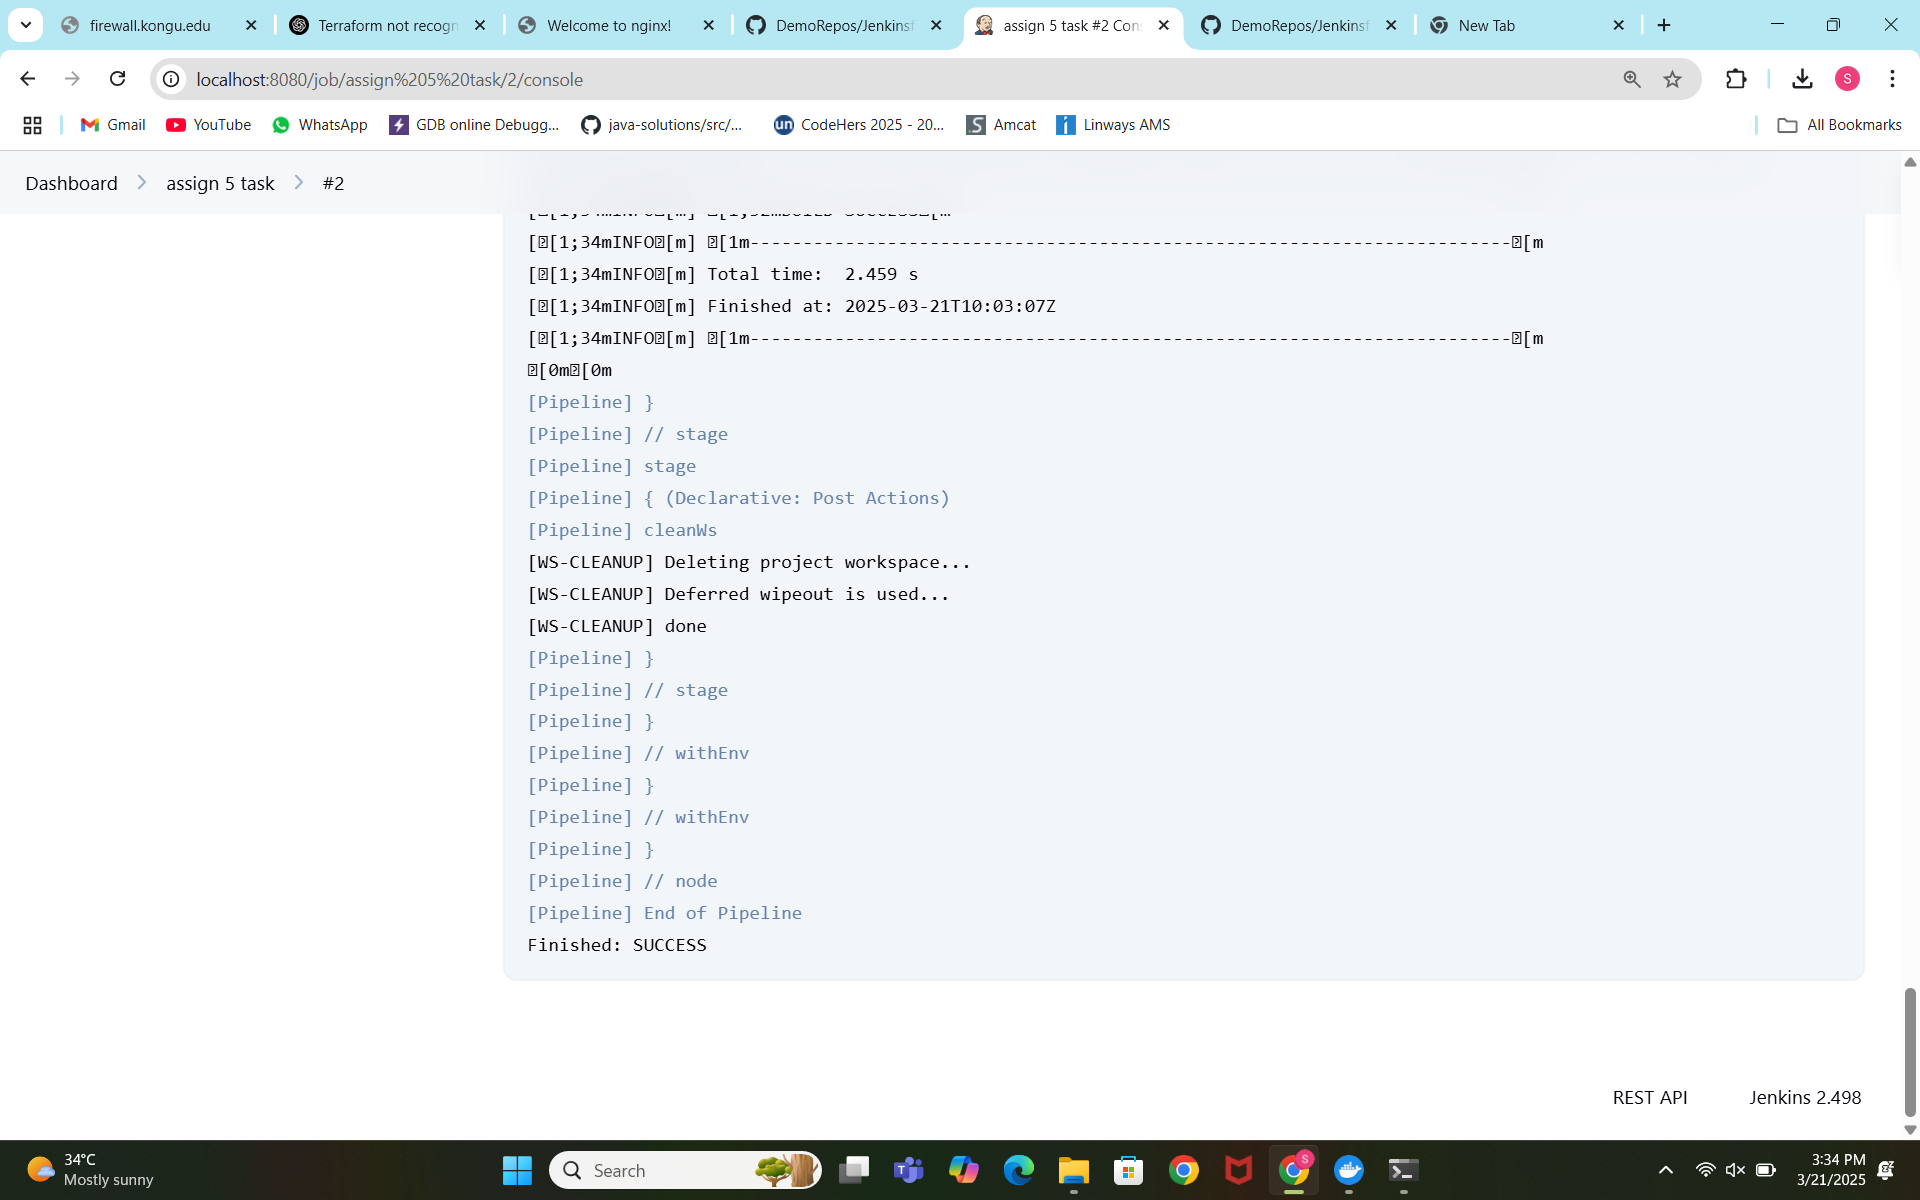 firewall.kongu.edu
Terraform not recogn
Welcome to nginx!
DemoRepos/Jenkinsf
assign 5 task #2 Con
DemoRepos/Jenkinsf
New Tab
localhost:8080/job/assign%205%20task/2/console
S
Gmail
YouTube
WhatsApp
GDB online Debugg...
java-solutions/src/...
un
CodeHers 2025 - 20...
Amcat
Linways AMS
All Bookmarks
Dashboard > assign 5 task > #2
[[1;34mINFO[m] [1;32mBUILD SUCCESS[m
[[1;34mINFO[m] [1m------------------------------------------------------------------------[m
[[1;34mINFO[m] Total time:  2.459 s
[[1;34mINFO[m] Finished at: 2025-03-21T10:03:07Z
[[1;34mINFO[m] [1m------------------------------------------------------------------------[m
[0m[0m
[Pipeline] }
[Pipeline] // stage
[Pipeline] stage
[Pipeline] { (Declarative: Post Actions)
[Pipeline] cleanWs
[WS-CLEANUP] Deleting project workspace...
[WS-CLEANUP] Deferred wipeout is used...
[WS-CLEANUP] done
[Pipeline] }
[Pipeline] // stage
[Pipeline] }
[Pipeline] // withEnv
[Pipeline] }
[Pipeline] // withEnv
[Pipeline] }
[Pipeline] // node
[Pipeline] End of Pipeline
Finished: SUCCESS
REST API
Jenkins 2.498
34°C
Mostly sunny
Search
S
3:34 PM
3/21/2025